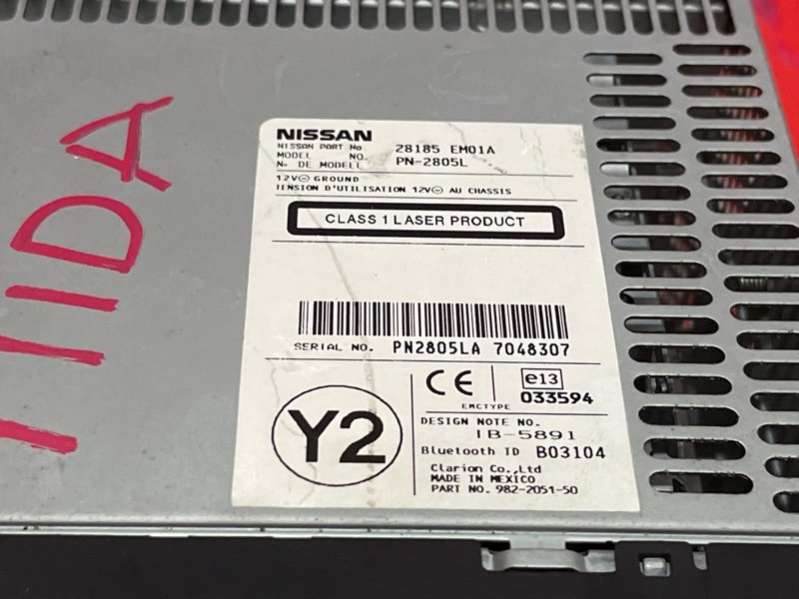 TIIDA
NISSAN
NISSAN PART No. 28185 EM01A
MODEL NO. PN-2805L
N° DE MODELE
12V⊖ GROUND
TENSION D'UTILISATION 12V⊖ AU CHASSIS
CLASS 1 LASER PRODUCT
SERIAL NO. PN2805LA 7048307
Y2
CE
e13
033594
EMCTYPE
DESIGN NOTE NO.
IB-5891
Bluetooth ID B03104
Clarion Co.,Ltd
MADE IN MEXICO
PART NO. 982-2051-50